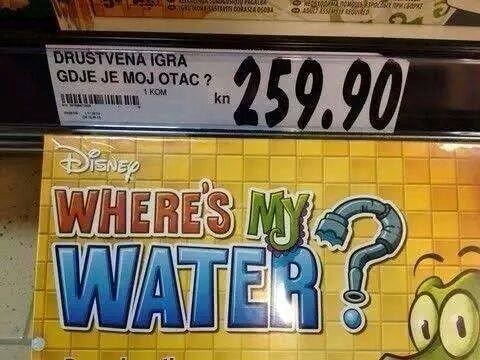 DRUŠTVENA IGRA
GDJE JE MOJ OTAC ?
1 KOM
kn 259.90
Disney
WHERE'S MY
WATER?